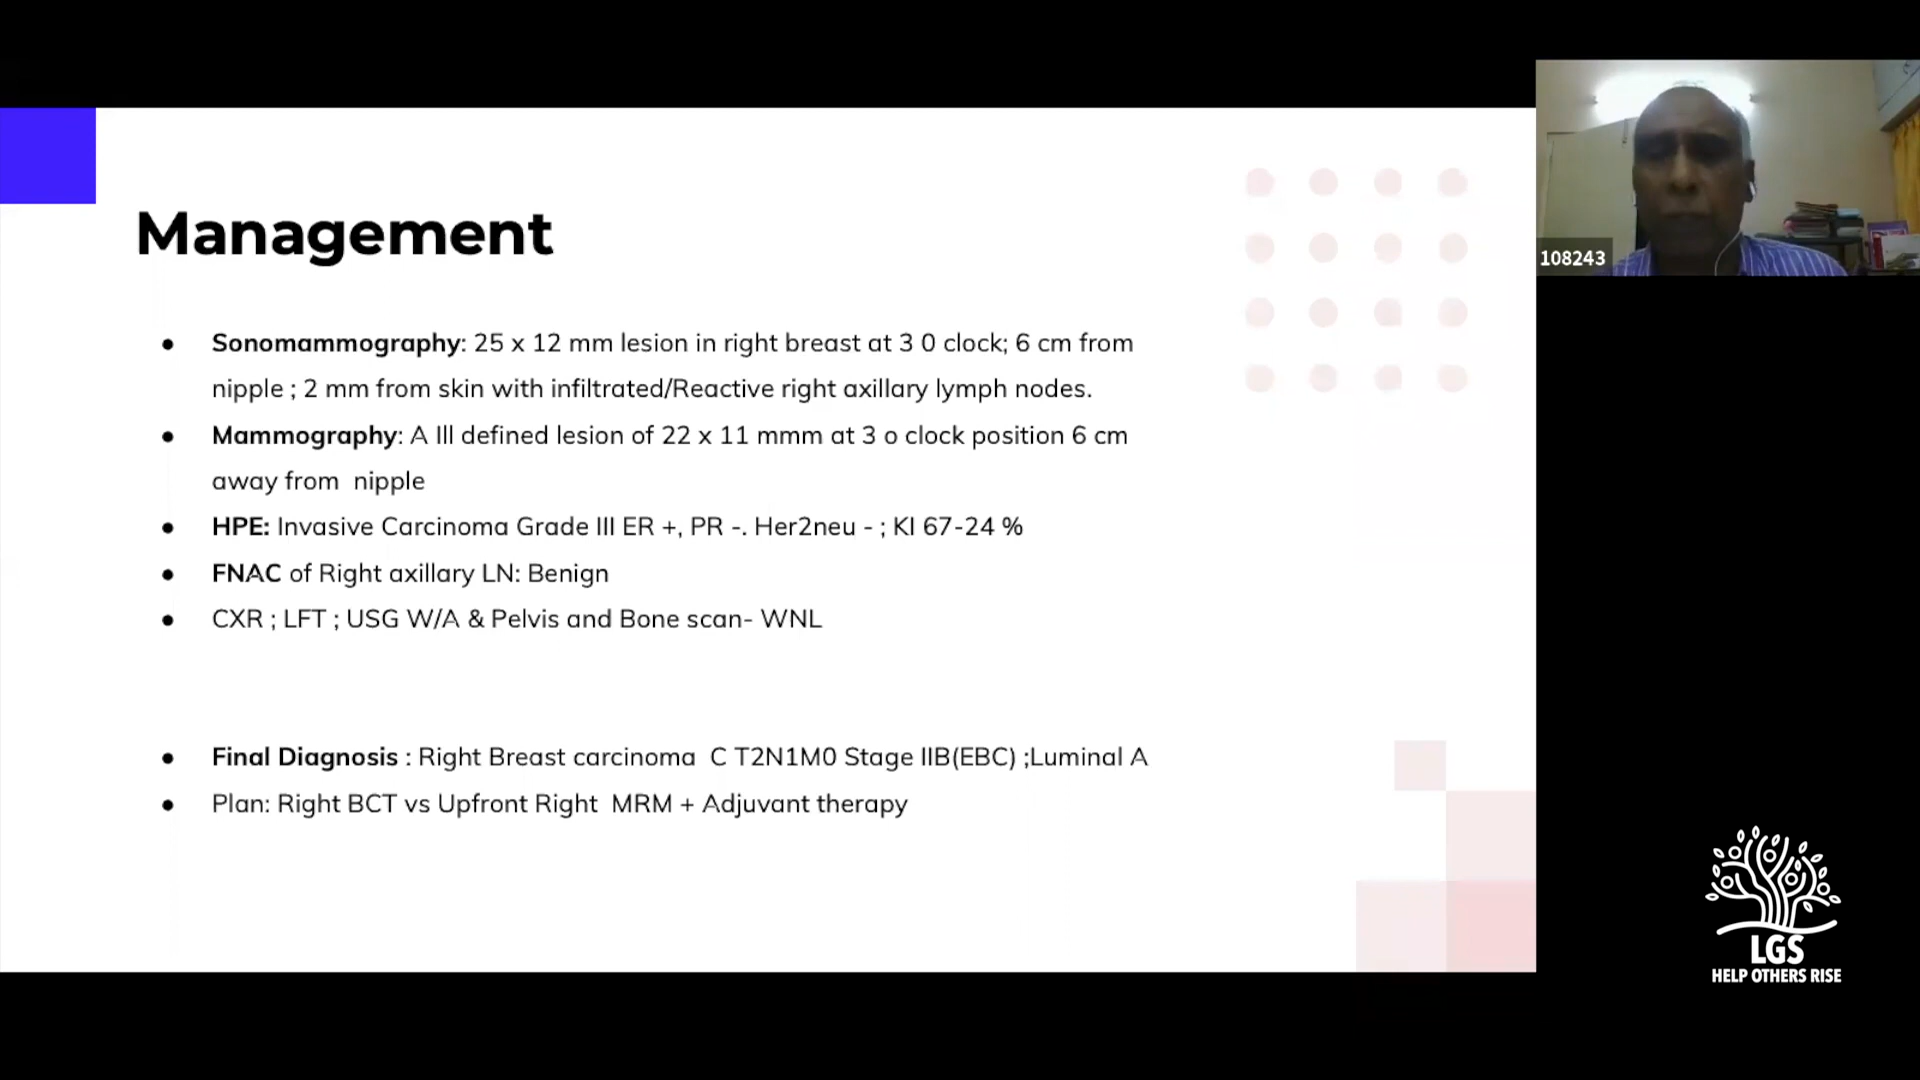 Management
Sonomammography: 25 x 12 mm lesion in right breast at 3 0 clock; 6 cm from
nipple ; 2 mm from skin with infiltrated/Reactive right axillary lymph nodes.
Mammography: A Ill defined lesion of 22 x 11 mmm at 3 o clock position 6 cm
away from nipple
HPE: Invasive Carcinoma Grade III ER +, PR -. Her2neu - ; KI 67-24 %
FNAC of Right axillary LN: Benign
CXR ; LFT ; USG W/A & Pelvis and Bone scan- WNL
Final Diagnosis : Right Breast carcinoma C T2N1M0 Stage IIB(EBC) ;Luminal A
Plan: Right BCT vs Upfront Right MRM + Adjuvant therapy
108243
LGS
HELP OTHERS RISE